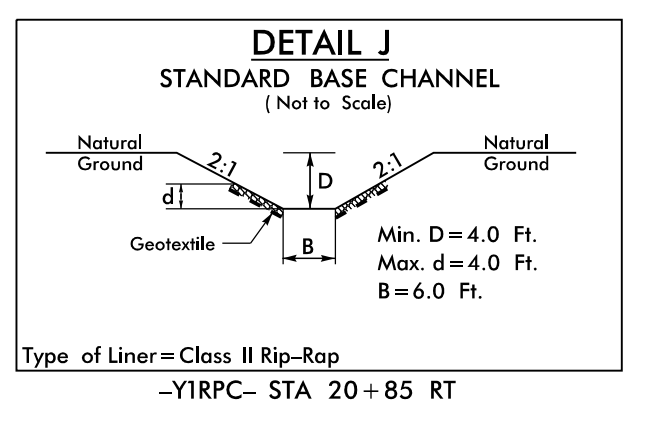 DETAIL J
STANDARD BASE CHANNEL
( Not to Scale)
Natural
Ground
2:1
D
2:1
Natural
Ground
d
Geotextile
B
Min. D=4.0 Ft.
Max. d=4.0 Ft.
B=6.0 Ft.
Type of Liner=Class II Rip-Rap
-Y1RPC- STA 20+85 RT